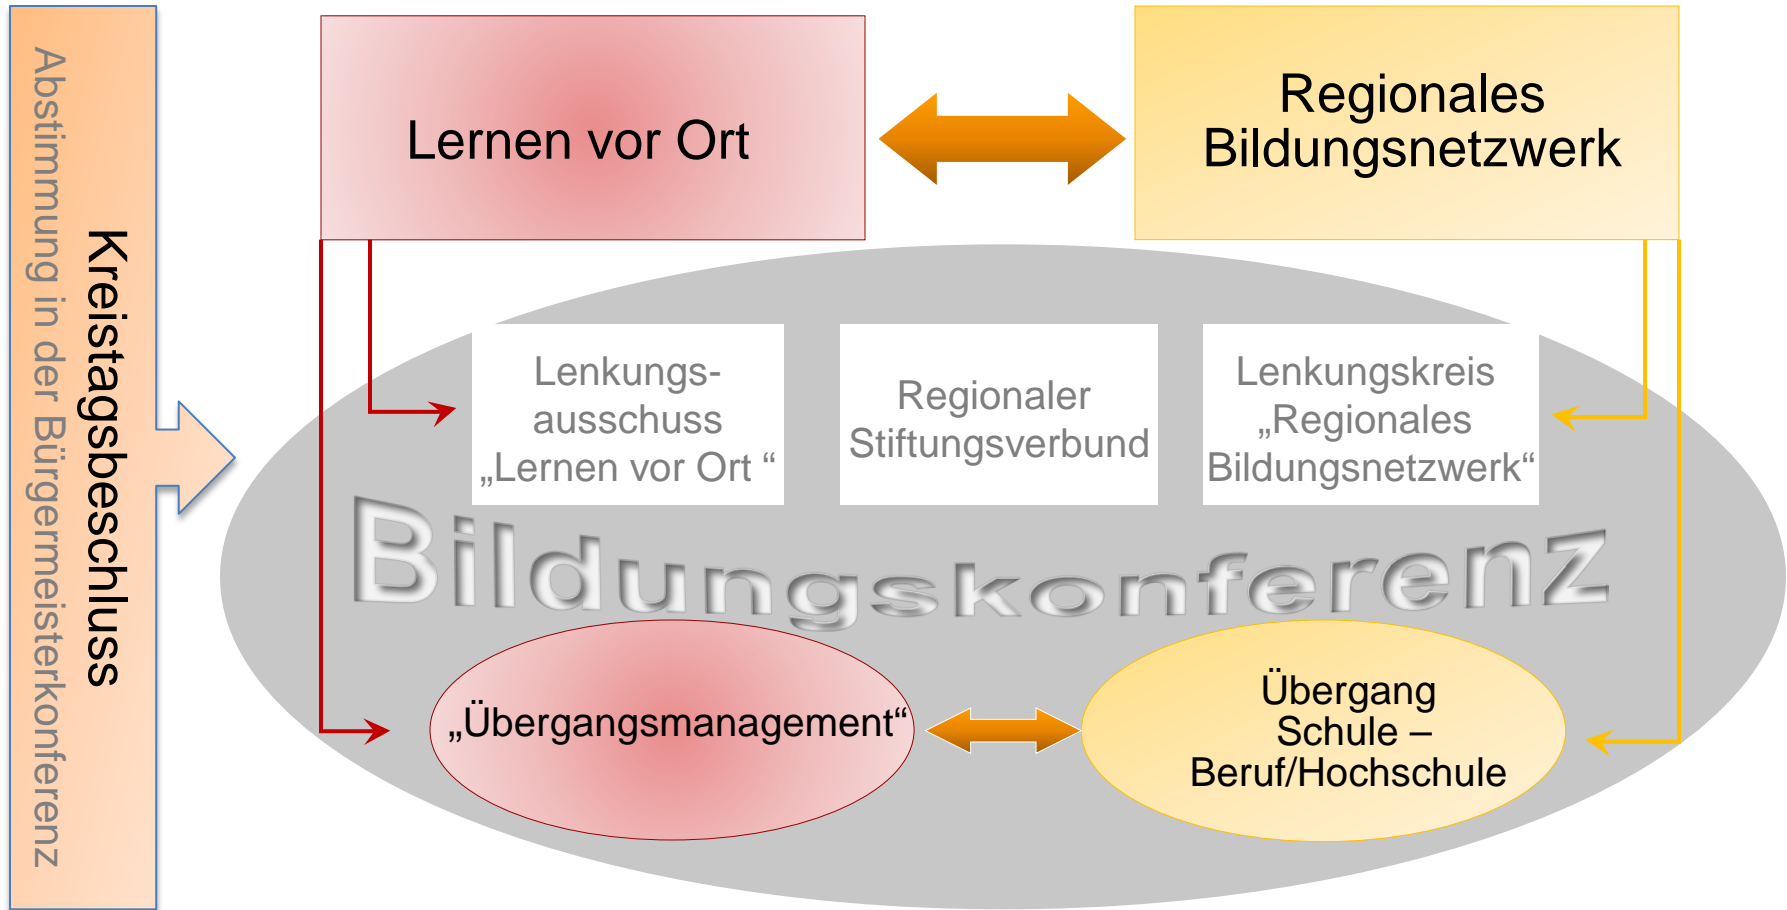 Kreistagsbeschluss
Abstimmung in der Bürgermeisterkonferenz
Lernen vor Ort
Regionales
Bildungsnetzwerk
Lenkungs-
ausschuss
„Lernen vor Ort “
Regionaler
Stiftungsverbund
Lenkungskreis
„Regionales
Bildungsnetzwerk“
Bildungskonferenz
„Übergangsmanagement“
Übergang
Schule –
Beruf/Hochschule